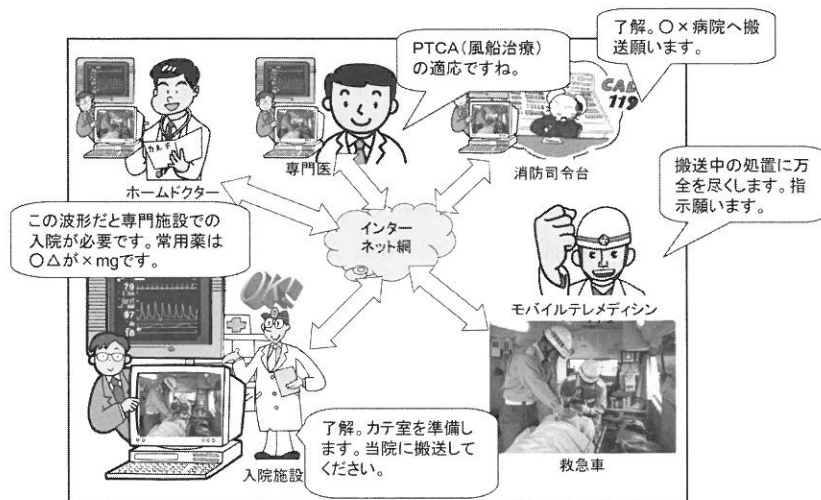 了解。○×病院へ搬
送願います。
PTCA(風船治療)
の適応ですね。
CAD
119
カルテ
ホームドクター
専門医
消防司令台
搬送中の処置に万
全を尽くします。指
示願います。
この波形だと専門施設での
入院が必要です。常用薬は
○△が×mgです。
インター
ネット網
モバイルテレメディシン
OK!!
了解。カテ室を準備しま
す。当院に搬送して
ください。
入院施設
救急車